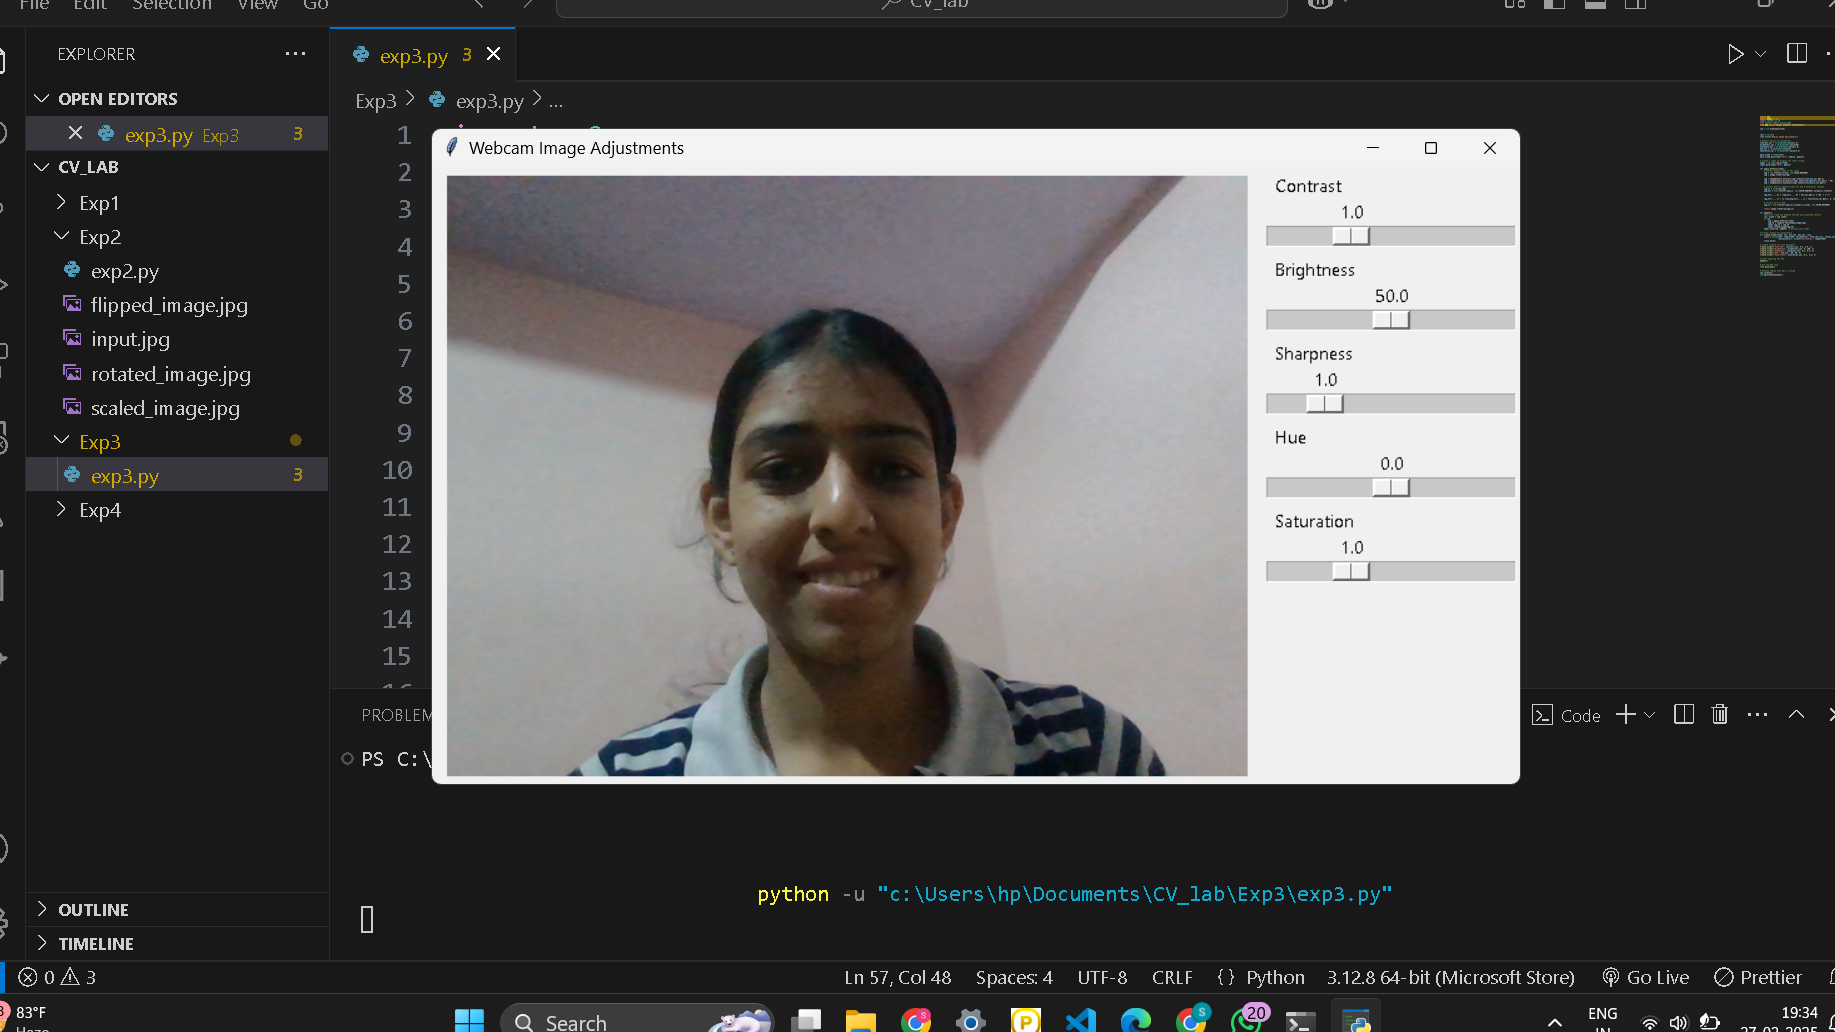 File Edit Selection View Go
CV_lab
EXPLORER
exp3.py 3
OPEN EDITORS
exp3.py Exp3 3
CV_LAB
Exp1
Exp2
exp2.py
flipped_image.jpg
input.jpg
rotated_image.jpg
scaled_image.jpg
Exp3
exp3.py 3
Exp4
OUTLINE
TIMELINE
Exp3 > exp3.py > ...
1
2
3
4
5
6
7
8
9
10
11
12
13
14
15
16
Webcam Image Adjustments
Contrast
1.0
Brightness
50.0
Sharpness
1.0
Hue
0.0
Saturation
1.0
PROBLEM
Code
PS C:\
python -u "c:\Users\hp\Documents\CV_lab\Exp3\exp3.py"
0 3
Ln 57, Col 48 Spaces: 4 UTF-8 CRLF {} Python 3.12.8 64-bit (Microsoft Store) Go Live Prettier
83°F
Haze
Search
20
ENG
IN
19:34